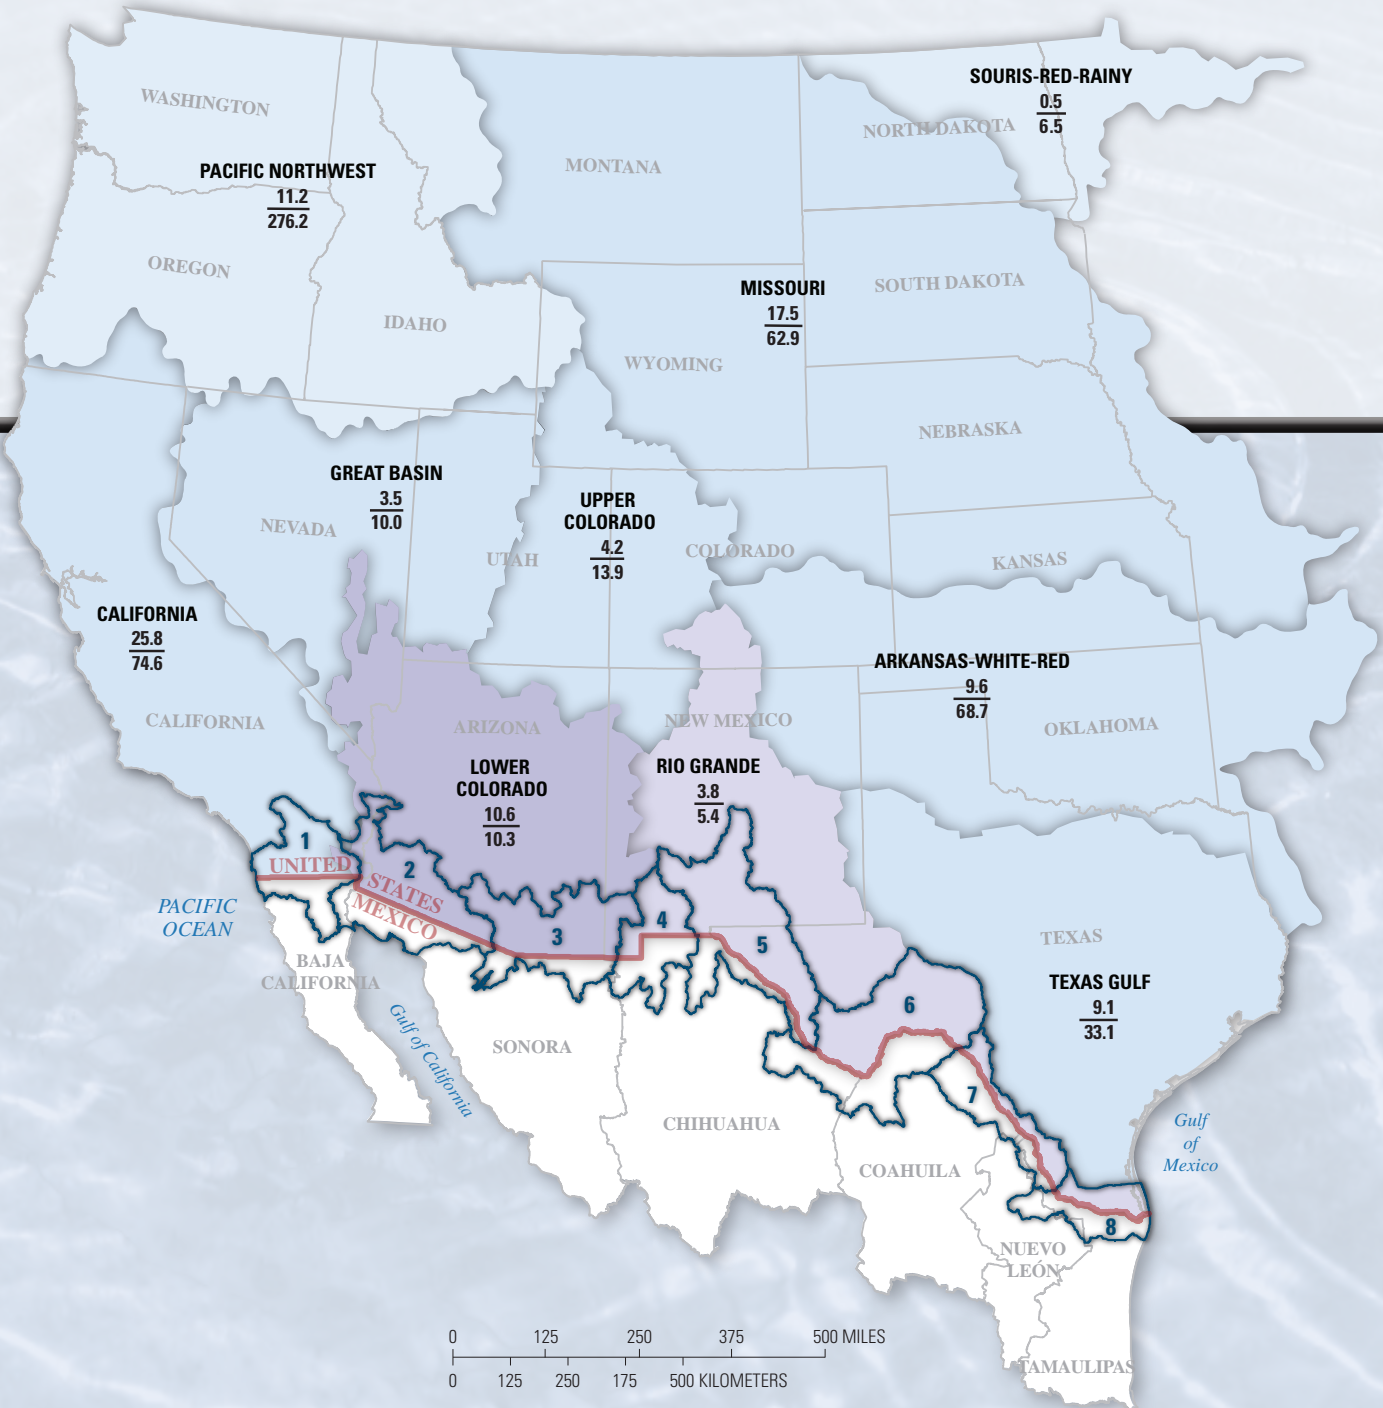 SOURIS-RED-RAINY
0.5
6.5
WASHINGTON
NORTH DAKOTA
MONTANA
PACIFIC NORTHWEST
11.2
276.2
OREGON
IDAHO
MISSOURI
17.5
62.9
SOUTH DAKOTA
WYOMING
NEBRASKA
GREAT BASIN
3.5
10.0
NEVADA
UTAH
UPPER
COLORADO
4.2
13.9
COLORADO
KANSAS
CALIFORNIA
25.8
74.6
CALIFORNIA
ARIZONA
NEW MEXICO
ARKANSAS-WHITE-RED
9.6
68.7
OKLAHOMA
LOWER
COLORADO
10.6
10.3
RIO GRANDE
3.8
5.4
1
UNITED
2
STATES
MEXICO
3
4
5
6
7
8
PACIFIC
OCEAN
TEXAS
TEXAS GULF
9.1
33.1
BAJA
CALIFORNIA
Gulf of California
SONORA
CHIHUAHUA
COAHUILA
Gulf
of
Mexico
NUEVO
LEÓN
TAMAULIPAS
0 125 250 375 500 MILES
0 125 250 175 500 KILOMETERS